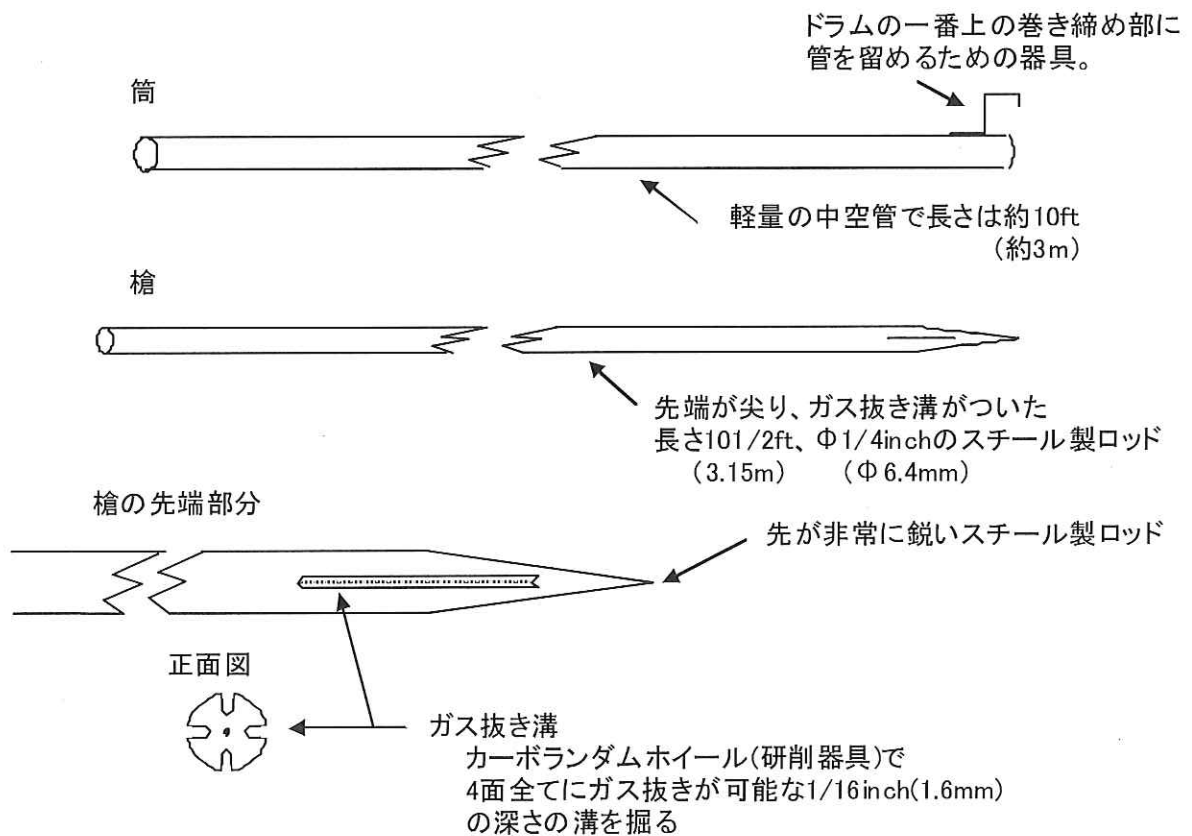 ドラムの一番上の巻き締め部に
管を留めるための器具。
筒
軽量の中空管で長さは約10ft
(約3m)
槍
先端が尖り、ガス抜き溝がついた
長さ101/2ft、Φ1/4inchのスチール製ロッド
(3.15m) (Φ6.4mm)
槍の先端部分
先が非常に鋭いスチール製ロッド
正面図
ガス抜き溝
カーボランダムホイール(研削器具)で
4面全てにガス抜きが可能な1/16inch(1.6mm)
の深さの溝を掘る